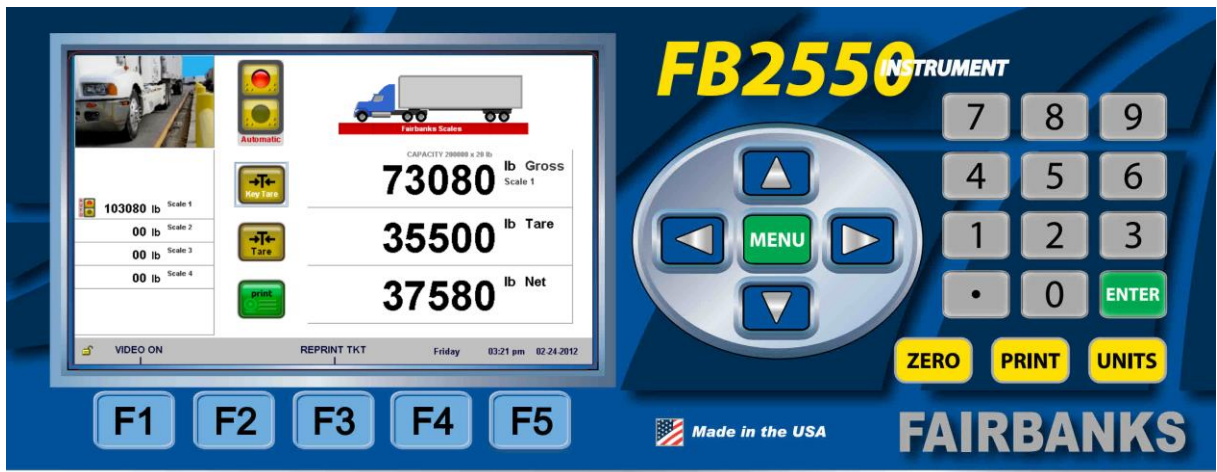 FB2550
INSTRUMENT
Automatic
Fairbanks Scales
CAPACITY 200000 x 20 lb
73080 lb Gross
Scale 1
Key Tare
103080 lb Scale 1
00 lb Scale 2
00 lb Scale 3
00 lb Scale 4
Tare
35500 lb Tare
print
37580 lb Net
VIDEO ON REPRINT TKT Friday 03:21 pm 02-24-2012
F1 F2 F3 F4 F5
MENU
7 8 9
4 5 6
1 2 3
. 0 ENTER
ZERO PRINT UNITS
Made in the USA
FAIRBANKS